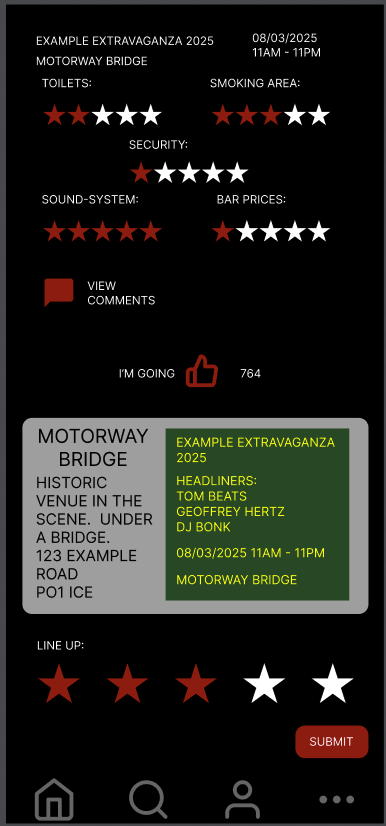 EXAMPLE EXTRAVAGANZA 2025
08/03/2025
MOTORWAY BRIDGE
11AM - 11PM
TOILETS:
SMOKING AREA:
SECURITY:
SOUND-SYSTEM:
BAR PRICES:
VIEW
COMMENTS
I'M GOING
764
MOTORWAY
BRIDGE
HISTORIC
VENUE IN THE
SCENE. UNDER
A BRIDGE.
123 EXAMPLE
ROAD
PO1 ICE
EXAMPLE EXTRAVAGANZA
2025
HEADLINERS:
TOM BEATS
GEOFFREY HERTZ
DJ BONK
08/03/2025 11AM - 11PM
MOTORWAY BRIDGE
LINE UP:
SUBMIT